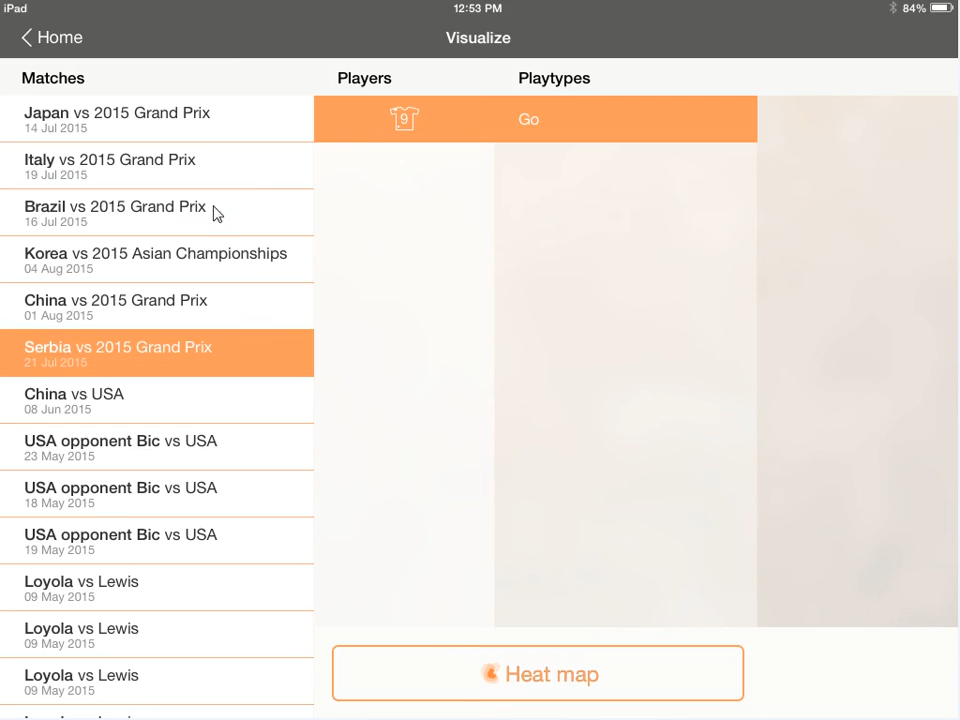 iPad
12:53 PM
84%
Home
Visualize
Matches
Players
Playtypes
Japan vs 2015 Grand Prix
14 Jul 2015
Italy vs 2015 Grand Prix
19 Jul 2015
Brazil vs 2015 Grand Prix
16 Jul 2015
Korea vs 2015 Asian Championships
04 Aug 2015
China vs 2015 Grand Prix
01 Aug 2015
Serbia vs 2015 Grand Prix
21 Jul 2015
China vs USA
08 Jun 2015
USA opponent Bic vs USA
23 May 2015
USA opponent Bic vs USA
18 May 2015
USA opponent Bic vs USA
19 May 2015
Loyola vs Lewis
09 May 2015
Loyola vs Lewis
09 May 2015
Loyola vs Lewis
09 May 2015
9
Go
Heat map